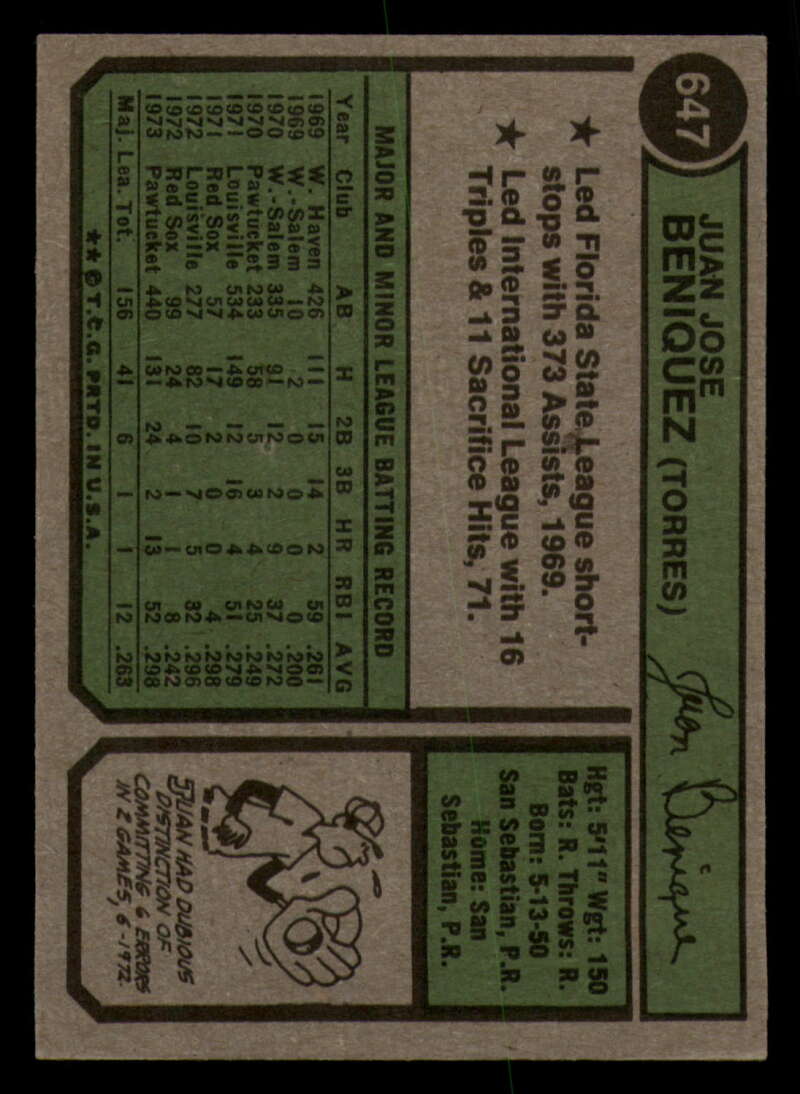 647
JUAN JOSE
BENIQUEZ (TORRES)
Juan Beniquez
★ Led Florida State League short-
stops with 373 Assists, 1969.
★ Led International League with 16
Triples & 11 Sacrifice Hits, 71.
Hgt: 5'11" Wgt: 150
Bats: R. Throws: R.
Born: 5-13-50
San Sebastian, P.R.
Home: San
Sebastian, P.R.
MAJOR AND MINOR LEAGUE BATTING RECORD
Year Club AB H 2B 3B HR RBI AVG
1969 W. Haven 426 111 15 14 2 59 .261
1969 W.-Salem 10 2 0 0 0 0 .200
1970 W.-Salem 335 91 12 2 9 37 .272
1970 Pawtucket 233 58 5 3 4 25 .249
1971 Louisville 534 149 12 16 4 51 .279
1971 Red Sox 57 17 2 0 0 4 .298
1972 Louisville 277 82 10 7 5 32 .296
1972 Red Sox 99 24 4 1 1 8 .242
1973 Pawtucket 440 131 24 2 13 52 .298
Maj. Lea. Tot. 156 41 6 1 1 12 .263
★★ © T.C.G. PRTD. IN U.S.A.
JUAN HAD DUBIOUS
DISTINCTION OF
COMMITTING 6 ERRORS
IN 2 GAMES, 6-1972.